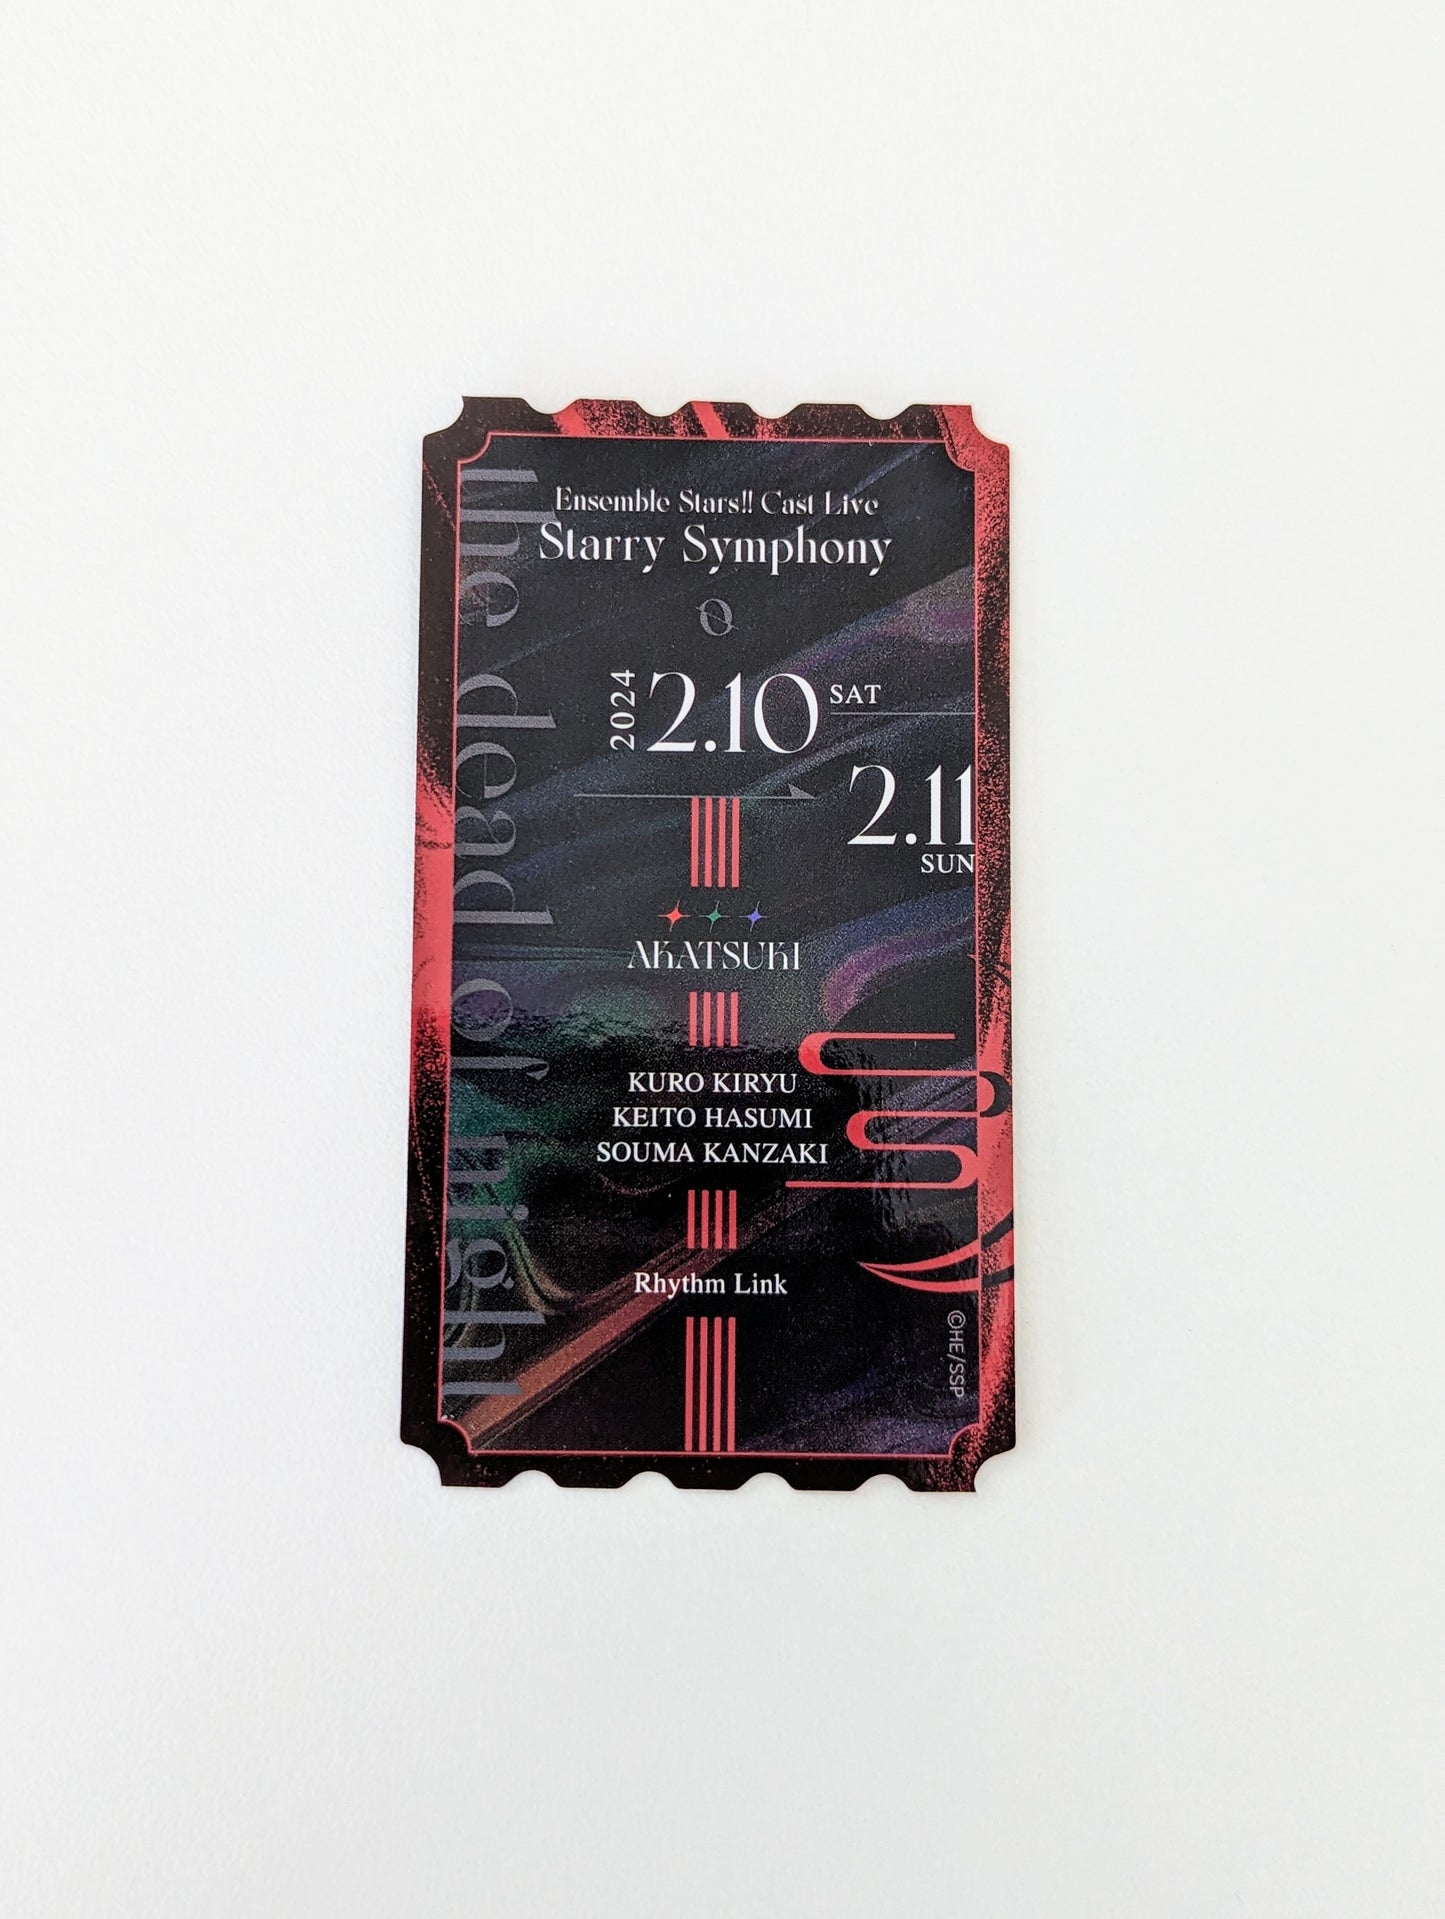 Ensemble Stars!! Cast Live
Starry Symphony
2024
2.10 SAT
2.11
SUN
AKATSUKI
KURO KIRYU
KEITO HASUMI
SOUMA KANZAKI
Rhythm Link
the dead of night
©HE/SSP